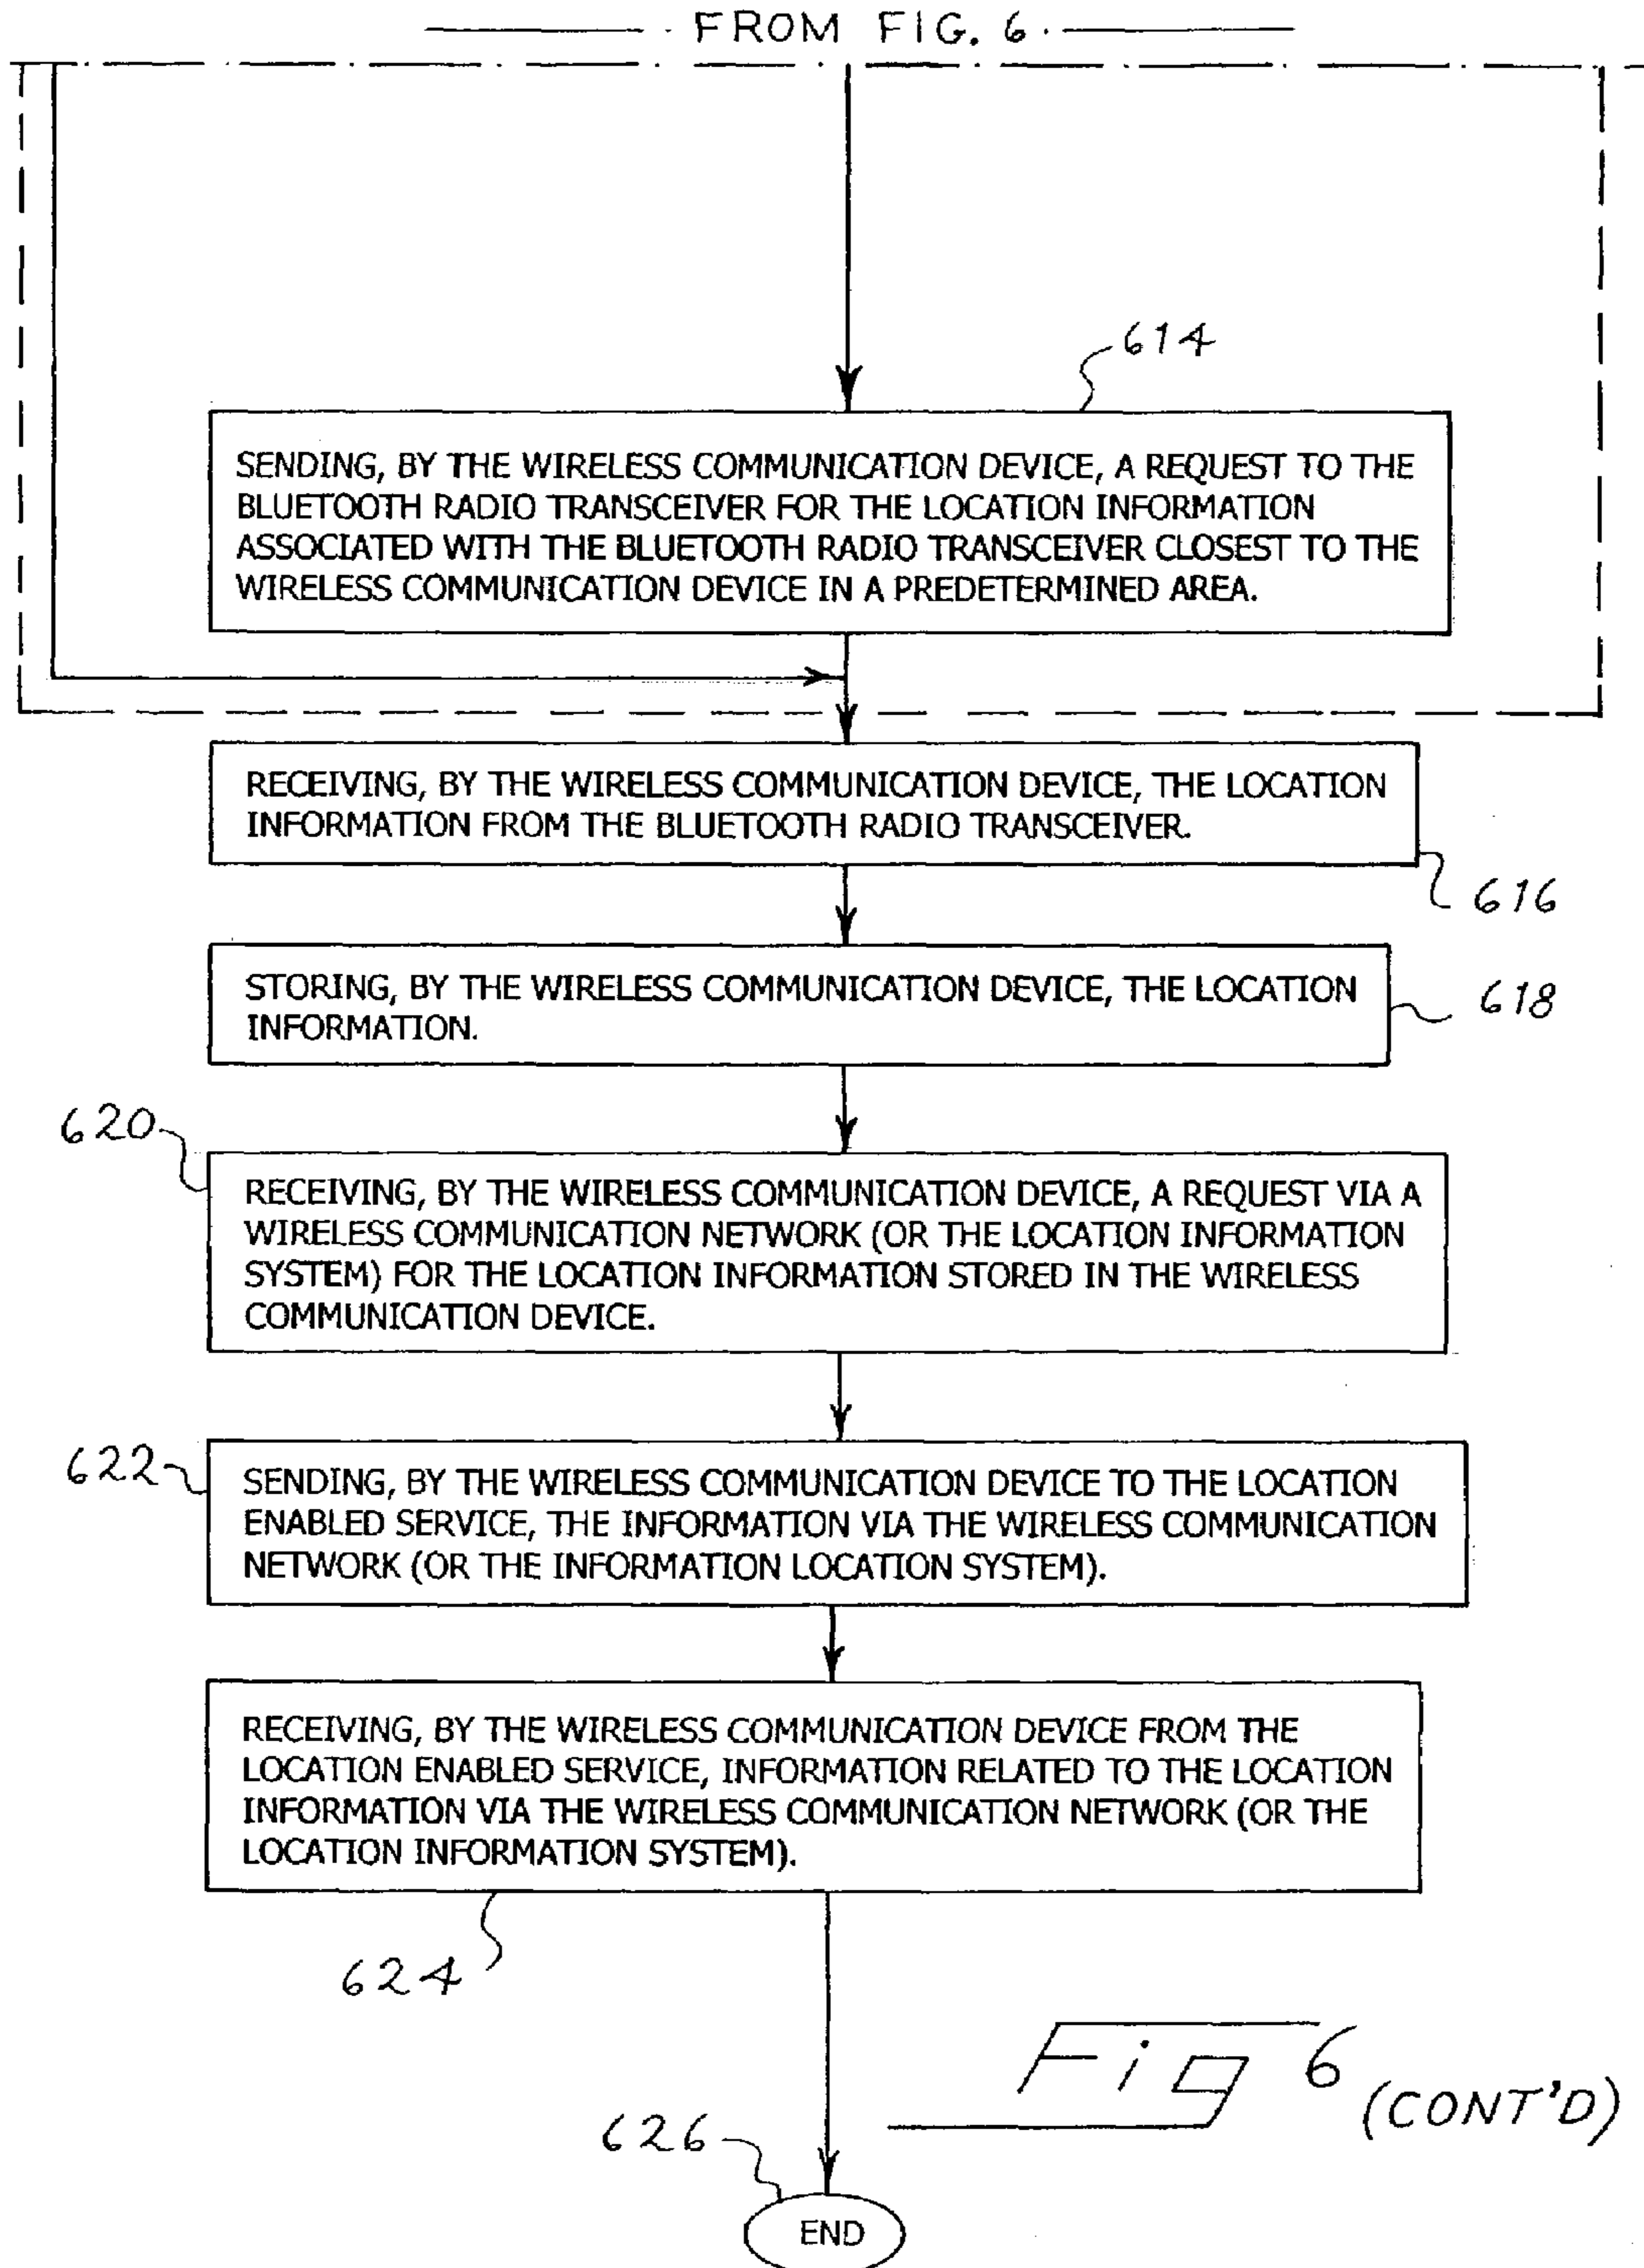 FROM FIG. 6.
614
SENDING, BY THE WIRELESS COMMUNICATION DEVICE, A REQUEST TO THE
BLUETOOTH RADIO TRANSCEIVER FOR THE LOCATION INFORMATION
ASSOCIATED WITH THE BLUETOOTH RADIO TRANSCEIVER CLOSEST TO THE
WIRELESS COMMUNICATION DEVICE IN A PREDETERMINED AREA.
RECEIVING, BY THE WIRELESS COMMUNICATION DEVICE, THE LOCATION
INFORMATION FROM THE BLUETOOTH RADIO TRANSCEIVER.
616
STORING, BY THE WIRELESS COMMUNICATION DEVICE, THE LOCATION
INFORMATION.
618
620
RECEIVING, BY THE WIRELESS COMMUNICATION DEVICE, A REQUEST VIA A
WIRELESS COMMUNICATION NETWORK (OR THE LOCATION INFORMATION
SYSTEM) FOR THE LOCATION INFORMATION STORED IN THE WIRELESS
COMMUNICATION DEVICE.
622
SENDING, BY THE WIRELESS COMMUNICATION DEVICE TO THE LOCATION
ENABLED SERVICE, THE INFORMATION VIA THE WIRELESS COMMUNICATION
NETWORK (OR THE INFORMATION LOCATION SYSTEM).
RECEIVING, BY THE WIRELESS COMMUNICATION DEVICE FROM THE
LOCATION ENABLED SERVICE, INFORMATION RELATED TO THE LOCATION
INFORMATION VIA THE WIRELESS COMMUNICATION NETWORK (OR THE
LOCATION INFORMATION SYSTEM).
624
Fig 6 (CONT'D)
626
END